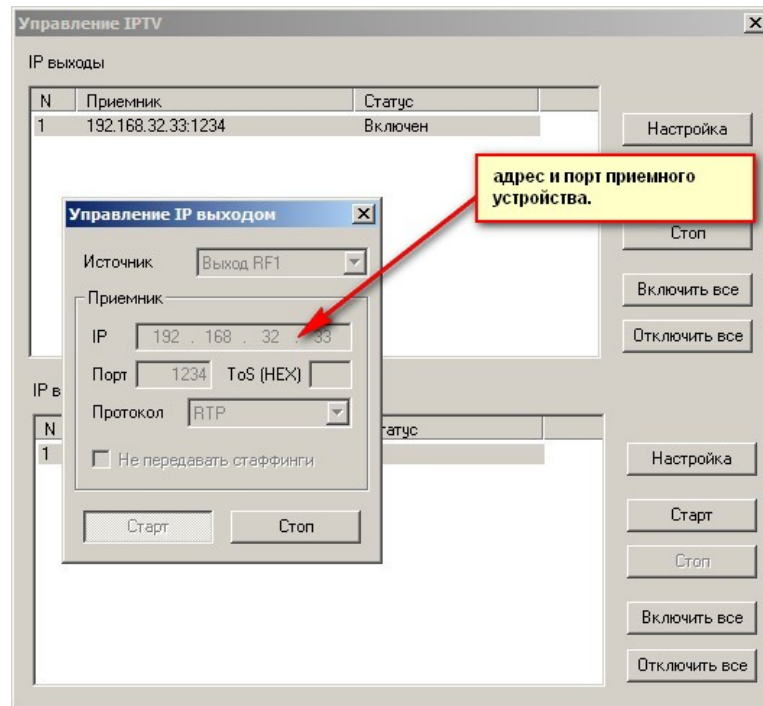 Управление IPTV
IP выходы
N Приемник Статус
1 192.168.32.33:1234 Включен
Настройка
адрес и порт приемного
устройства.
Стоп
Включить все
Отключить все
Управление IP выходом
Источник Выход RF1
Приемник
IP 192 . 168 . 32 . 33
Порт 1234 ToS (HEX)
Протокол RTP
Не передавать стаффинги
Старт Стоп
IP в
N татус
1
Настройка
Старт
Стоп
Включить все
Отключить все